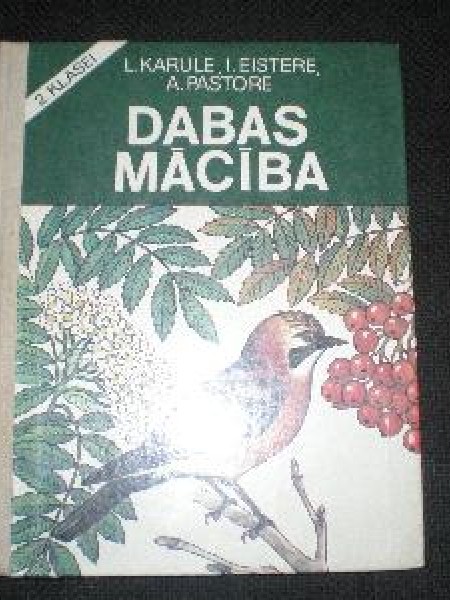 2 KLASEI
L.KARULE, I.EISTERE,
A.PASTORE
DABAS
MĀCĪBA